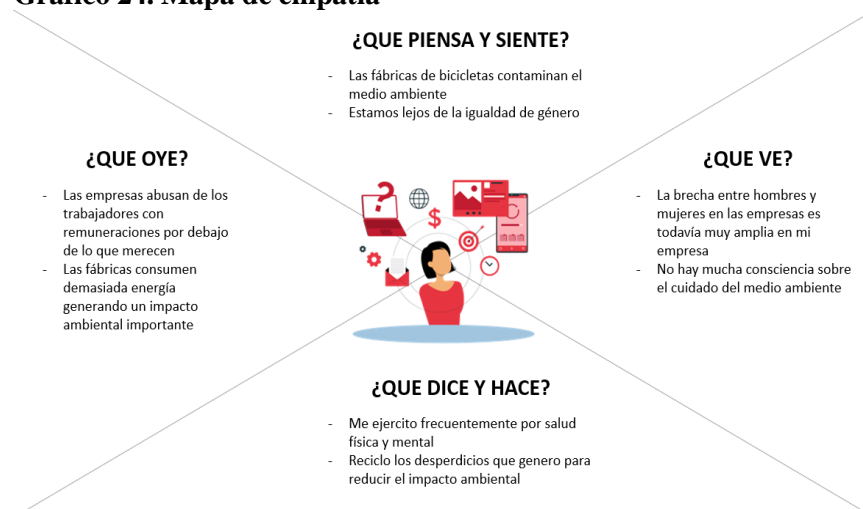 Gráfico 24. Mapa de empatía
¿QUE PIENSA Y SIENTE?
- Las fábricas de bicicletas contaminan el
medio ambiente
- Estamos lejos de la igualdad de género
¿QUE OYE?
- Las empresas abusan de los
trabajadores con
remuneraciones por debajo
de lo que merecen
- Las fábricas consumen
demasiada energía
generando un impacto
ambiental importante
¿QUE VE?
- La brecha entre hombres y
mujeres en las empresas es
todavía muy amplia en mi
empresa
- No hay mucha consciencia sobre
el cuidado del medio ambiente
¿QUE DICE Y HACE?
- Me ejercito frecuentemente por salud
física y mental
- Reciclo los desperdicios que genero para
reducir el impacto ambiental